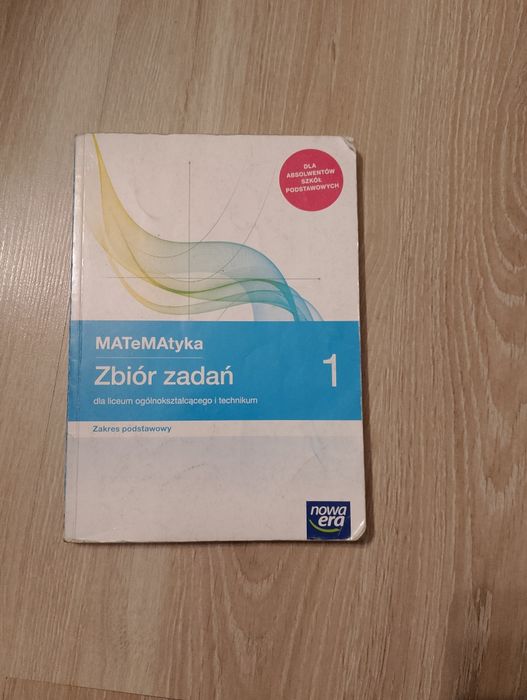 DLA
ABSOLWENTÓW
SZKÓŁ
PODSTAWOWYCH
MATeMAtyka
Zbiór zadań
1
dla liceum ogólnokształcącego i technikum
Zakres podstawowy
nowa
era